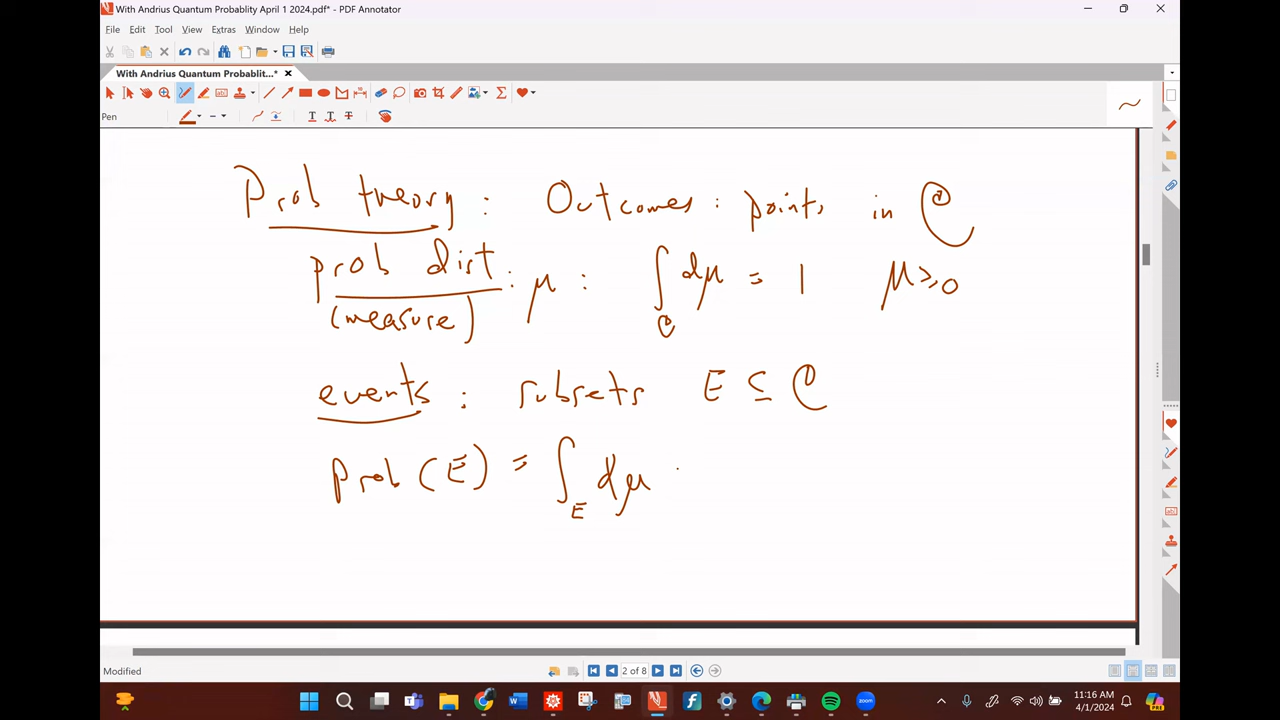 With Andrius Quantum Probablity April 1 2024.pdf* - PDF Annotator
File Edit Tool View Extras Window Help
With Andrius Quantum Probablit...*
Pen
Prob theory : Outcomes : points in C
prob dist : μ : ∫_C dμ = 1 μ ≥ 0
(measure)
events : subsets E ⊆ C
Prob (E) = ∫_E dμ
Modified
2 of 8
11:16 AM
4/1/2024